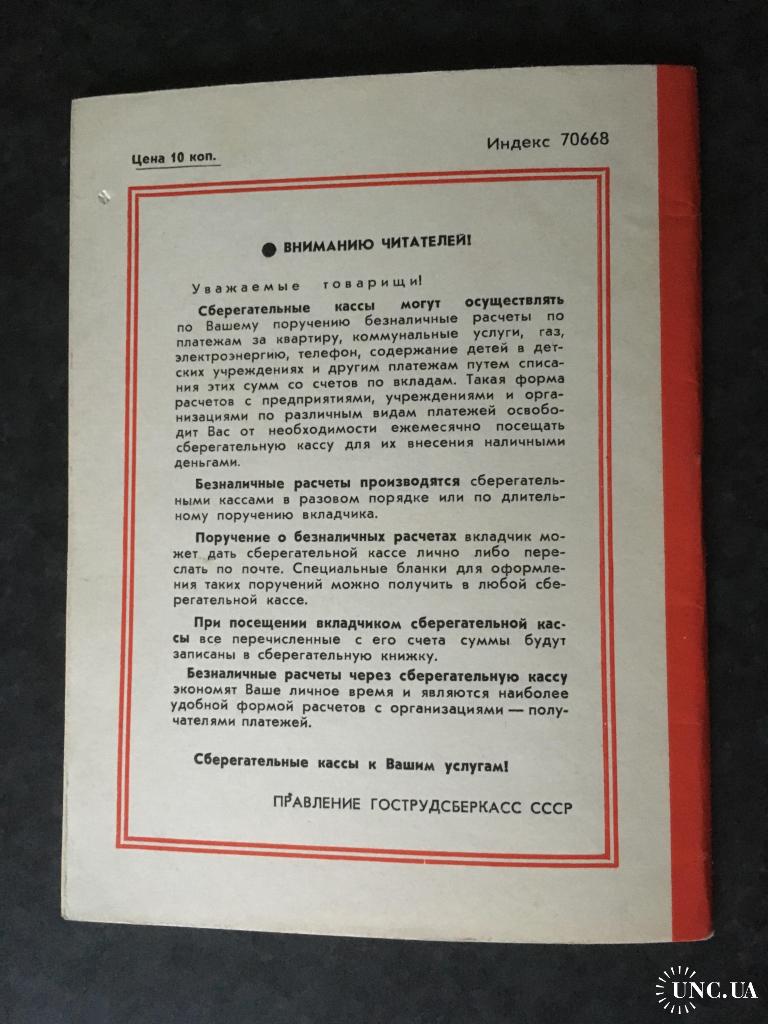 Цена 10 коп.
Индекс 70668
● ВНИМАНИЮ ЧИТАТЕЛЕЙ!
Уважаемые товарищи!
Сберегательные кассы могут осуществлять
по Вашему поручению безналичные расчеты по
платежам за квартиру, коммунальные услуги, газ,
электроэнергию, телефон, содержание детей в дет-
ских учреждениях и другим платежам путем списа-
ния этих сумм со счетов по вкладам. Такая форма
расчетов с предприятиями, учреждениями и орга-
низациями по различным видам платежей освобо-
дит Вас от необходимости ежемесячно посещать
сберегательную кассу для их внесения наличными
деньгами.
Безналичные расчеты производятся сберегатель-
ными кассами в разовом порядке или по длитель-
ному поручению вкладчика.
Поручение о безналичных расчетах вкладчик мо-
жет дать сберегательной кассе лично либо пере-
слать по почте. Специальные бланки для оформле-
ния таких поручений можно получить в любой сбе-
регательной кассе.
При посещении вкладчиком сберегательной кас-
сы все перечисленные с его счета суммы будут
записаны в сберегательную книжку.
Безналичные расчеты через сберегательную кассу
экономят Ваше личное время и являются наиболее
удобной формой расчетов с организациями — полу-
чателями платежей.
Сберегательные кассы к Вашим услугам!
ПРАВЛЕНИЕ ГОСТРУДСБЕРКАСС СССР
UNC.UA